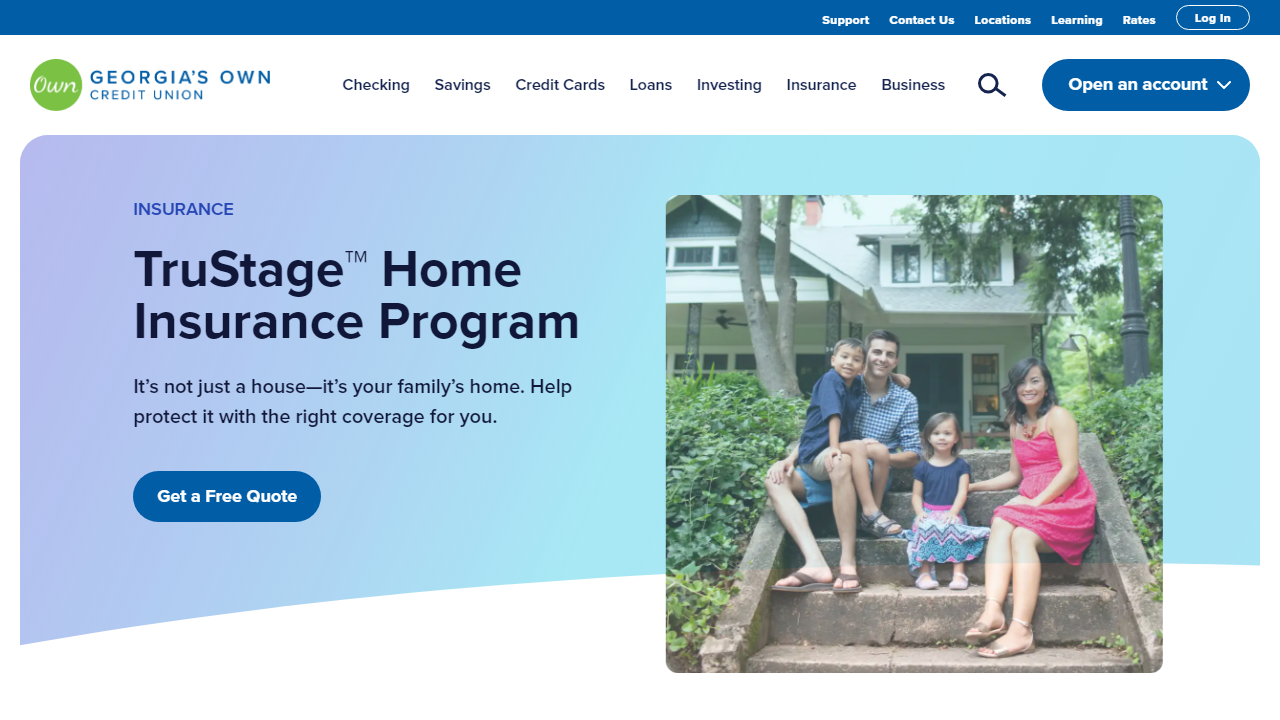 Support Contact Us Locations Learning Rates Log In
Own GEORGIA'S OWN
CREDIT UNION
Checking Savings Credit Cards Loans Investing Insurance Business Open an account
INSURANCE
TruStage™ Home
Insurance Program
It’s not just a house—it’s your family’s home. Help
protect it with the right coverage for you.
Get a Free Quote